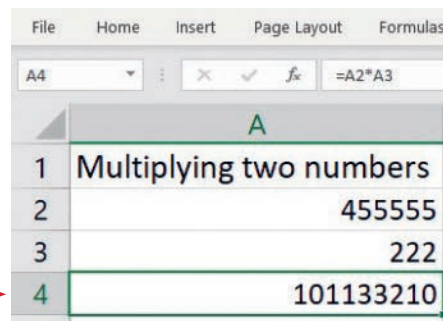 File Home Insert Page Layout Formulas
A4 fx =A2*A3
A
1 Multiplying two numbers
2 455555
3 222
4 101133210